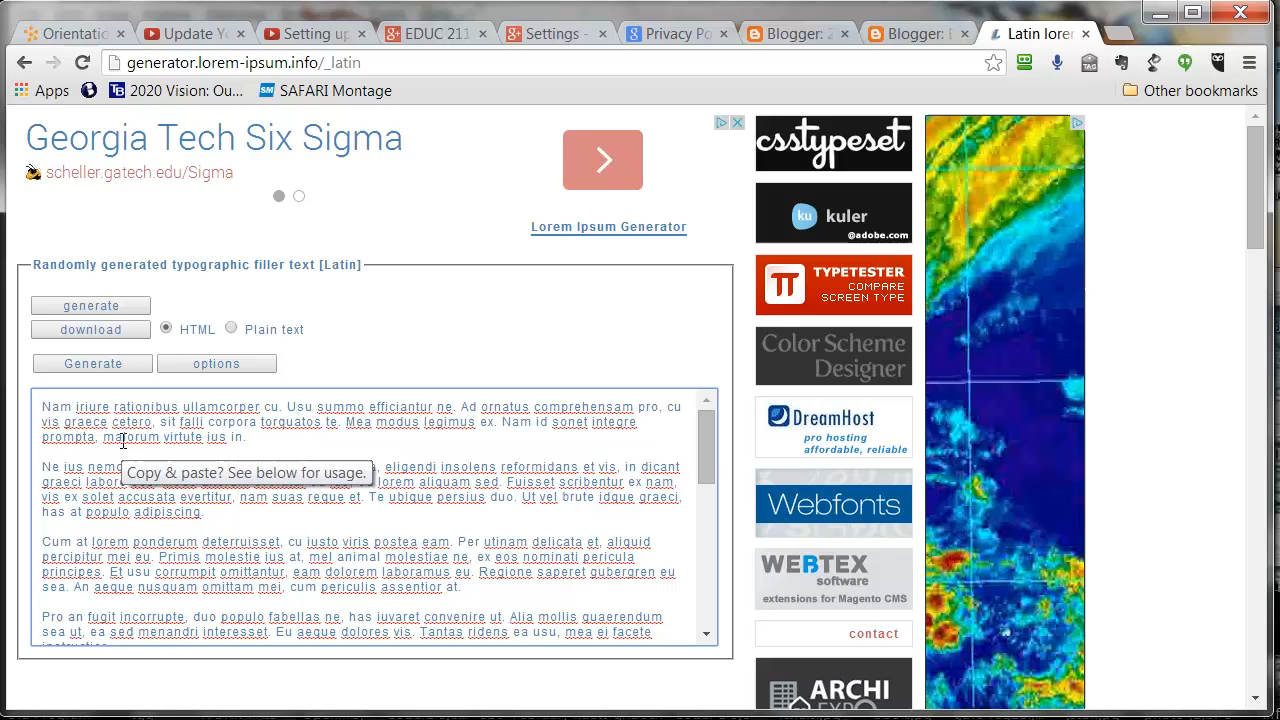 Orientatio
Update Y
Setting up
EDUC 211
Settings -
Privacy Po
Blogger: 2
Blogger: E
Latin lore
generator.lorem-ipsum.info/_latin
TAG
Apps
TB 2020 Vision: Ou...
SM SAFARI Montage
Other bookmarks
Georgia Tech Six Sigma
scheller.gatech.edu/Sigma
Lorem Ipsum Generator
Randomly generated typographic filler text [Latin]
generate
download
HTML
Plain text
Generate
options
Nam iriure rationibus ullamcorper cu. Usu summo efficiantur ne. Ad ornatus comprehensam pro, cu
vis graece cetero, sit falli corpora torquatos te. Mea modus legimus ex. Nam id sonet integre
prompta, maiorum virtute ius in.
Ne ius nemo
eligendi insolens reformidans et vis, in dicant
graeci labor
lorem aliquam sed. Fuisset scribentur ex nam,
vis ex solet accusata evertitur, nam suas reque et. Te ubique persius duo. Ut vel brute idque graeci,
has at populo adipiscing.
Copy & paste? See below for usage.
Cum at lorem ponderum deterruisset, cu iusto viris postea eam. Per utinam delicata et, aliquid
percipitur mei eu. Primis molestie ius at, mel animal molestiae ne, ex eos nominati pericula
principes. Et usu corrumpit omittantur, eam dolorem laboramus eu. Regione saperet gubergren eu
sea. An aeque nusquam omittam mei, cum periculis assentior at.
Pro an fugit incorrupte, duo populo fabellas ne, has iuvaret convenire ut. Alia mollis quaerendum
sea ut, ea sed menandri interesset. Eu aeque dolores vis. Tantas ridens ea usu, mea ei facete
csstypeset
ku kuler
@adobe.com
TYPETESTER
COMPARE
SCREEN TYPE
Color Scheme
Designer
DreamHost
pro hosting
affordable, reliable
Webfonts
WEBTEX
software
extensions for Magento CMS
contact
ARCHI
EXPO